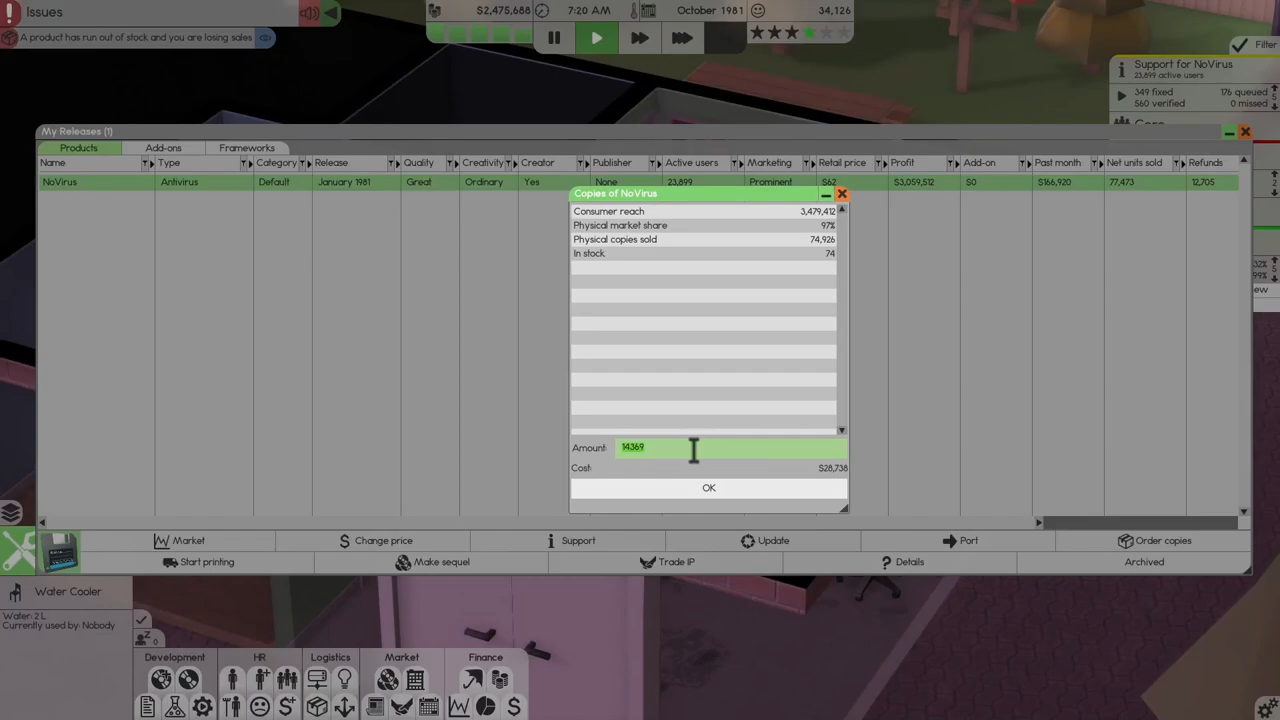 Issues
A product has run out of stock and you are losing sales
$2,475,688
7:20 AM
October 1981
34,126
Filter
Support for NoVirus
23,899 active users
349 fixed 176 queued
560 verified 0 missed
My Releases (1)
Products Add-ons Frameworks
Name Type Category Release Quality Creativity Creator Publisher Active users Marketing Retail price Profit Add-on Past month Net units sold Refunds
NoVirus Antivirus Default January 1981 Great Ordinary Yes None 23,899 Prominent $62 $3,059,512 $0 $166,920 77,473 12,705
Copies of NoVirus
Consumer reach 3,479,412
Physical market share 97%
Physical copies sold 74,926
In stock 74
Amount: 14369
Cost: $28,738
OK
Market Change price Support Update Port Order copies
Start printing Make sequel Trade IP Details Archived
Water Cooler
Water: 2 L
Currently used by: Nobody
Development HR Logistics Market Finance